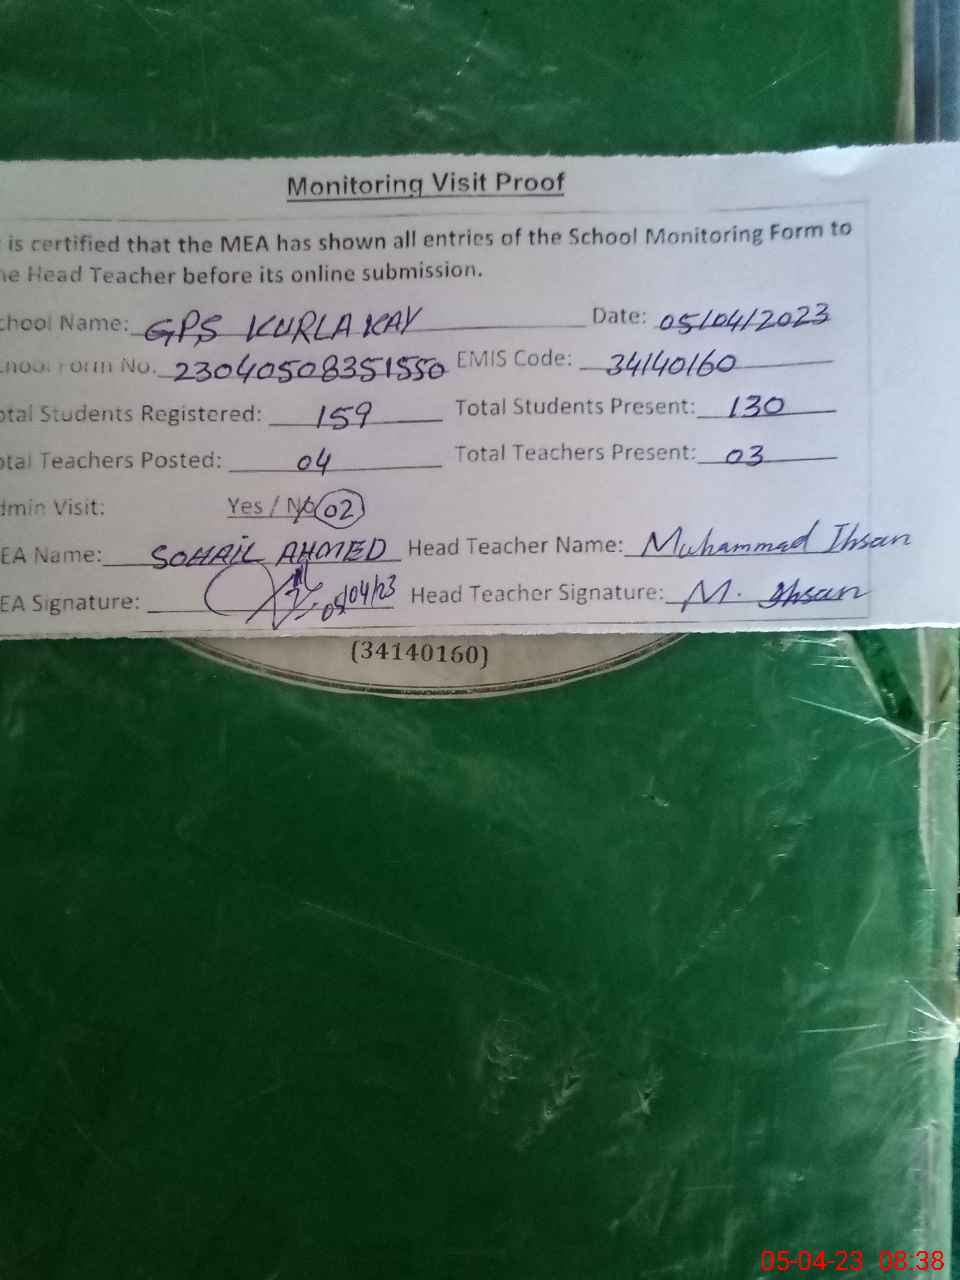 Monitoring Visit Proof
is certified that the MEA has shown all entries of the School Monitoring Form to
he Head Teacher before its online submission.
chool Name: GPS KURLA KAY Date: 05/04/2023
chool Form No. 23040508351550 EMIS Code: 34140160
otal Students Registered: 159 Total Students Present: 130
otal Teachers Posted: 04 Total Teachers Present: 03
dmin Visit: Yes / No 02
EA Name: SOHAIL AHMED Head Teacher Name: Muhammad Ihsan
EA Signature: 05/04/23 Head Teacher Signature: M. Ihsan
(34140160)
05-04-23 08:38